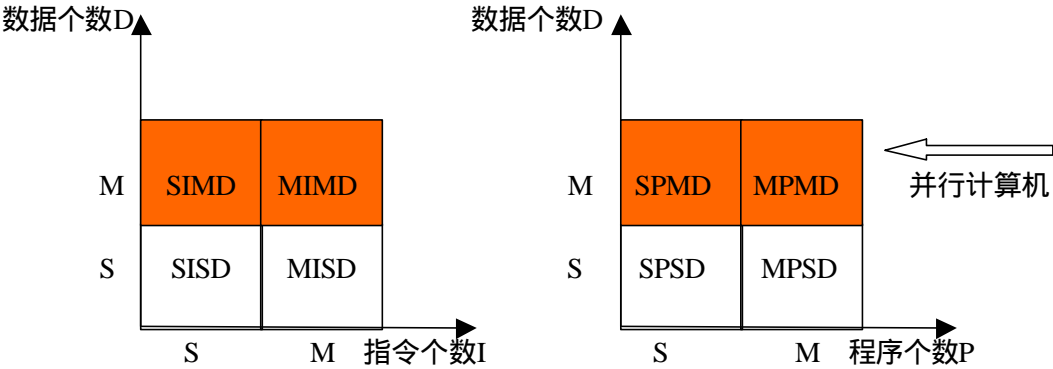 数据个数D
数据个数D
M SIMD MIMD
M SPMD MPMD
并行计算机
S SISD MISD
S SPSD MPSD
S M 指令个数I
S M 程序个数P